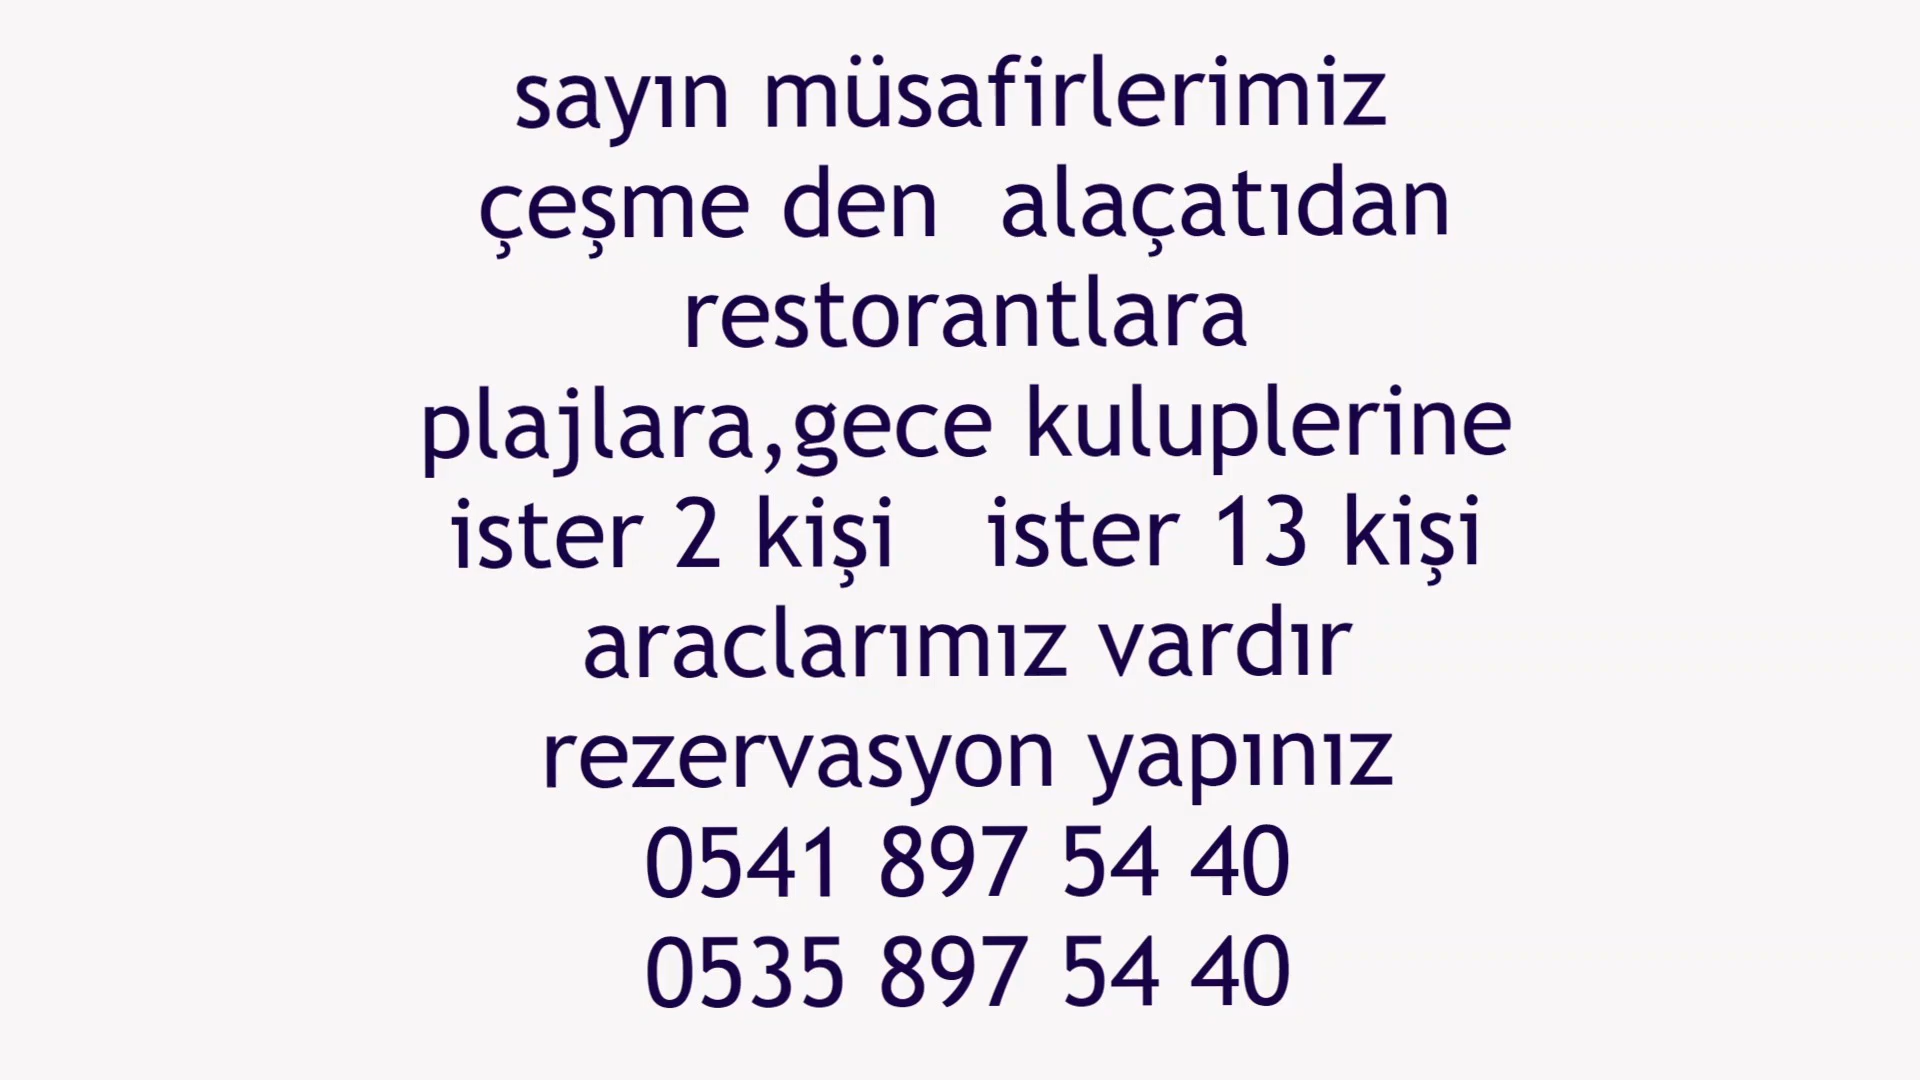 sayın müsafirlerimiz
çeşme den  alaçatıdan
restorantlara
plajlara,gece kuluplerine
ister 2 kişi   ister 13 kişi
araclarımız vardır
rezervasyon yapınız
0541 897 54 40
0535 897 54 40